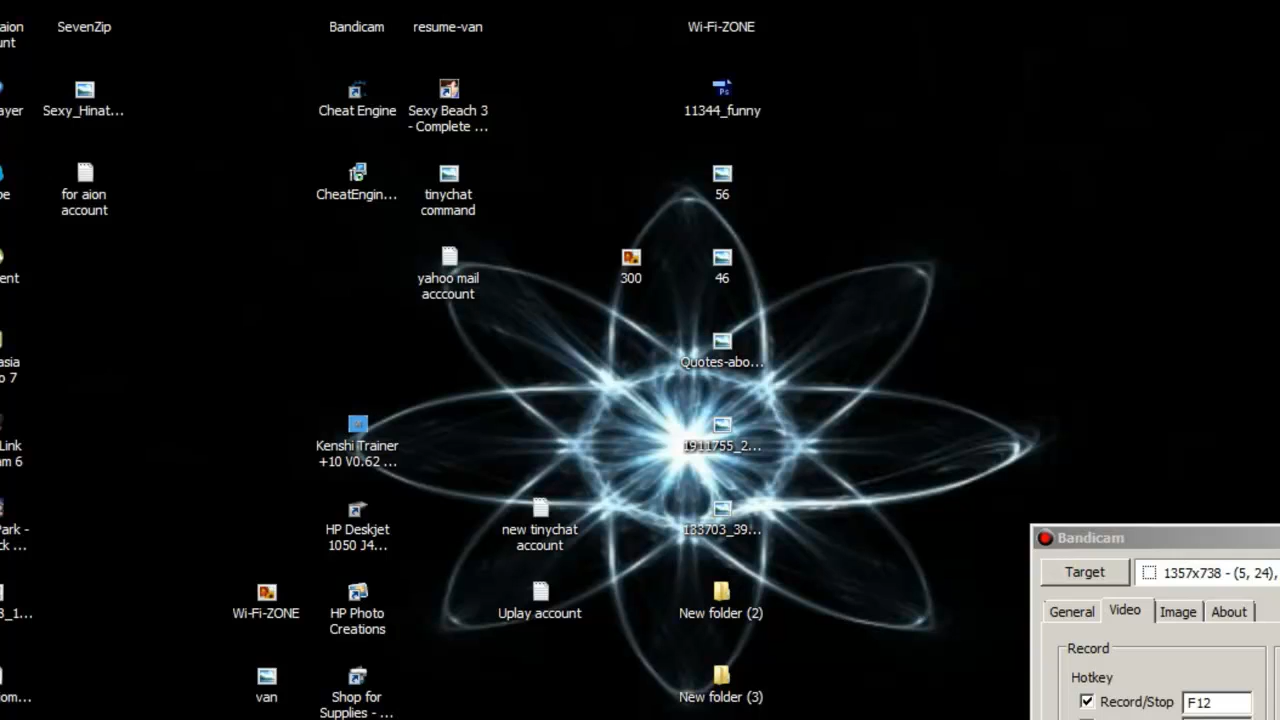 aion
unt
SevenZip
Bandicam
resume-van
Wi-Fi-ZONE
ayer
Sexy_Hinat...
Cheat Engine
Sexy Beach 3
- Complete ...
Ps
11344_funny
pe
for aion
account
CheatEngin...
tinychat
command
56
ent
yahoo mail
acccount
300
46
asia
o 7
Quotes-abo...
Link
am 6
Kenshi Trainer
+10 V0.62 ...
1911755_2...
Park -
ck ...
HP Deskjet
1050 J4...
new tinychat
account
183703_39...
Bandicam
Target
1357x738 - (5, 24),
3_1...
Wi-Fi-ZONE
HP Photo
Creations
Uplay account
New folder (2)
General
Video
Image
About
Record
Hotkey
om...
van
Shop for
Supplies - ...
New folder (3)
Record/Stop
F12